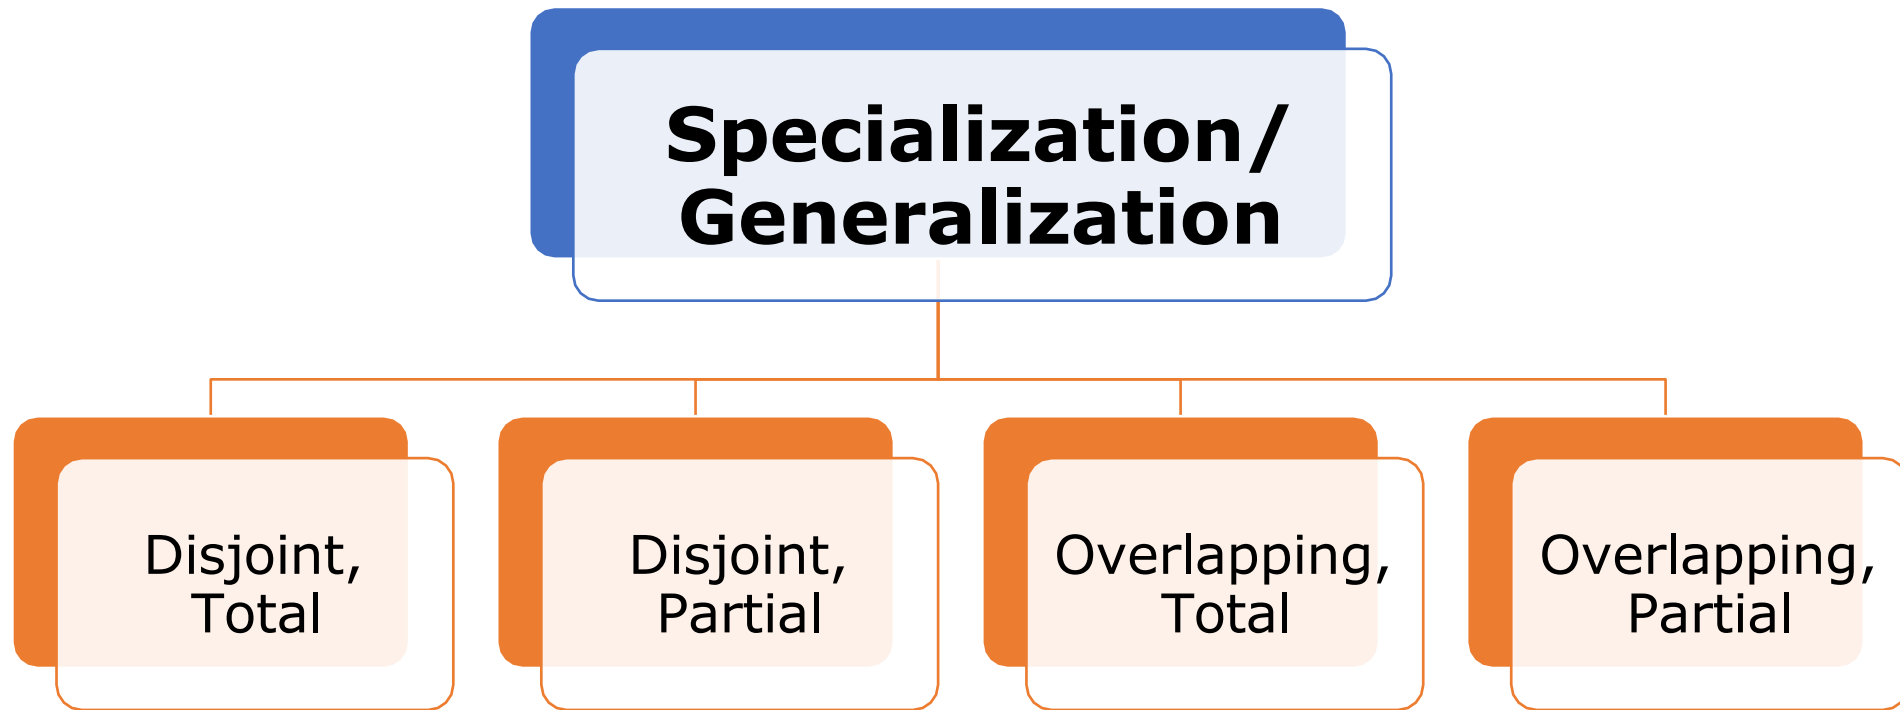 Specialization/
Generalization
Disjoint,
Total
Disjoint,
Partial
Overlapping,
Total
Overlapping,
Partial